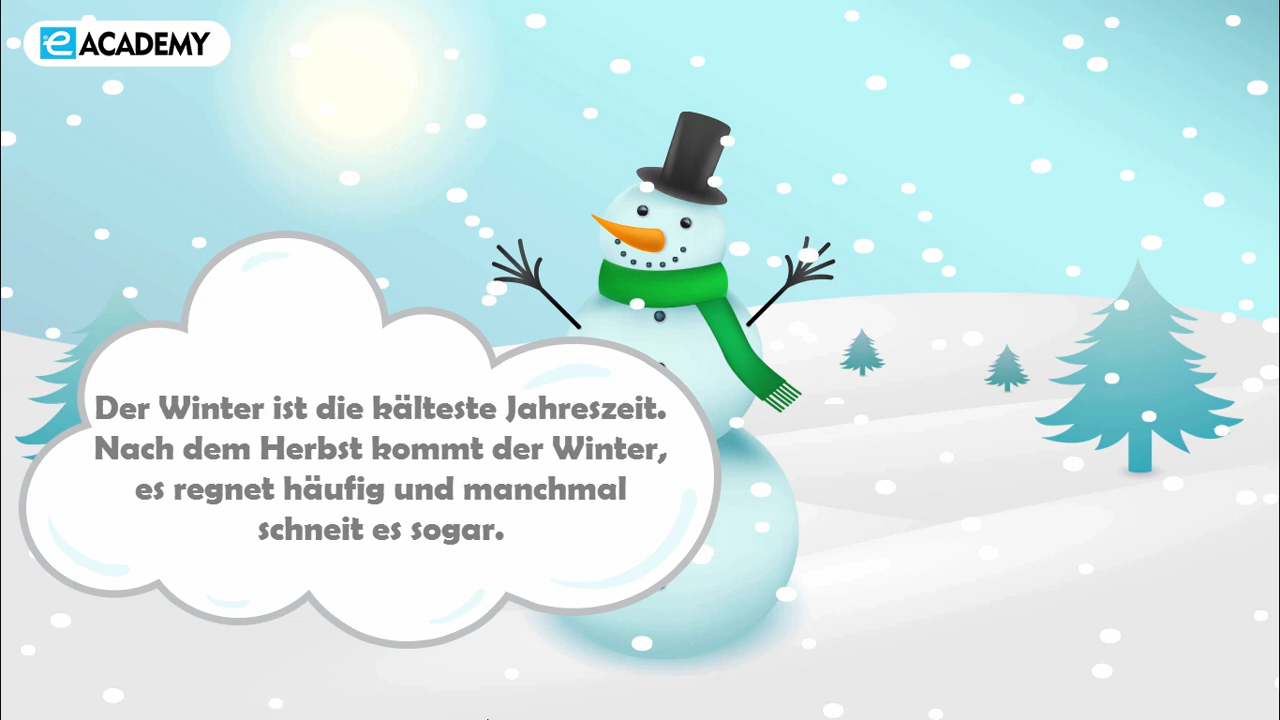 e ACADEMY
Der Winter ist die kälteste Jahreszeit.
Nach dem Herbst kommt der Winter,
es regnet häufig und manchmal
schneit es sogar.